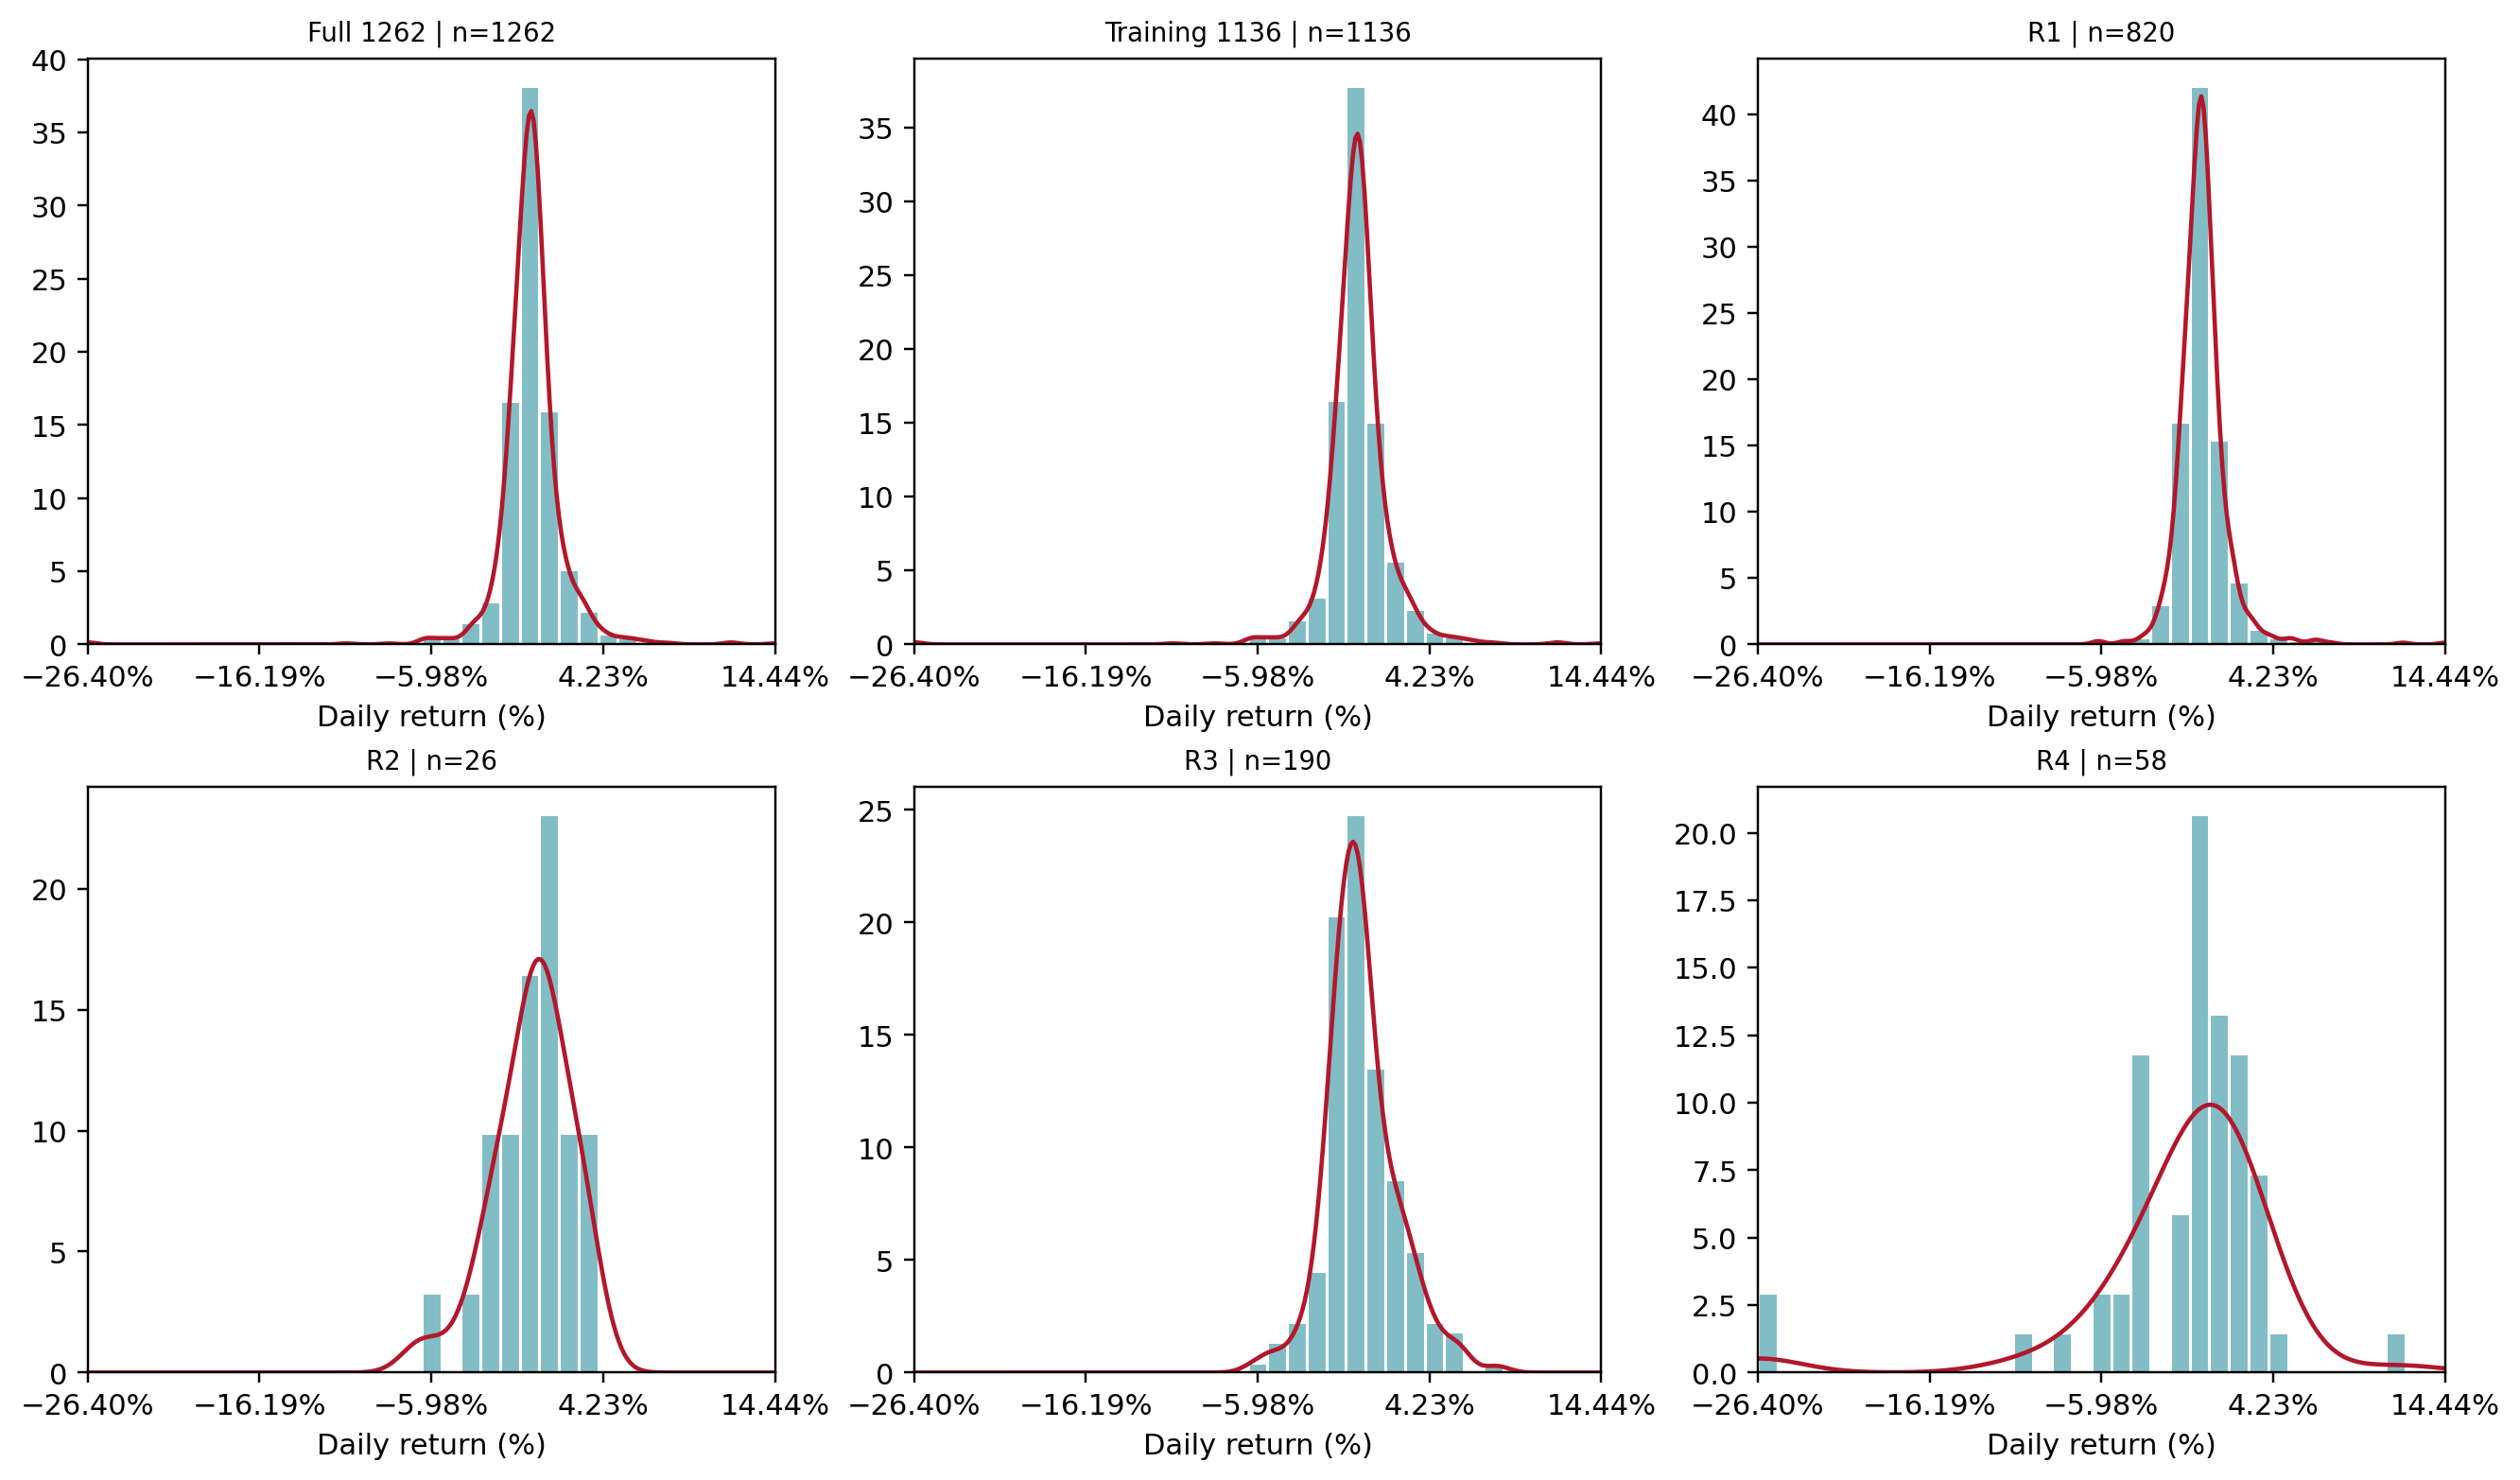 Full 1262 | n=1262
40
35
30
25
20
15
10
5
0
−26.40% −16.19% −5.98% 4.23% 14.44%
Daily return (%)
Training 1136 | n=1136
35
30
25
20
15
10
5
0
−26.40% −16.19% −5.98% 4.23% 14.44%
Daily return (%)
R1 | n=820
40
35
30
25
20
15
10
5
0
−26.40% −16.19% −5.98% 4.23% 14.44%
Daily return (%)
R2 | n=26
20
15
10
5
0
−26.40% −16.19% −5.98% 4.23% 14.44%
Daily return (%)
R3 | n=190
25
20
15
10
5
0
−26.40% −16.19% −5.98% 4.23% 14.44%
Daily return (%)
R4 | n=58
20.0
17.5
15.0
12.5
10.0
7.5
5.0
2.5
0.0
−26.40% −16.19% −5.98% 4.23% 14.44%
Daily return (%)